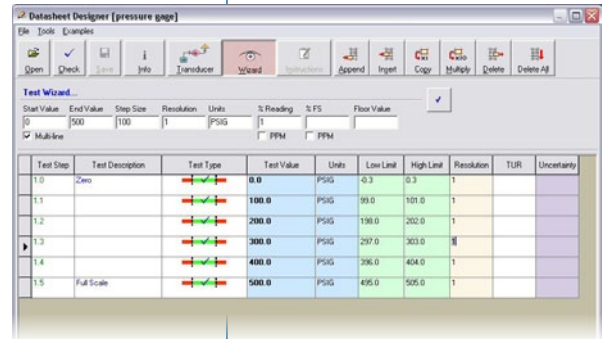 Datasheet Designer [pressure gage]
File Tools Examples
Open Check Save Info Transducer Wizard Instructions Append Insert Copy Multiply Delete Delete All
Test Wizard...
Start Value End Value Step Size Resolution Units % Reading % FS Floor Value
0 500 100 1 PSIG 1
Multi-line PPM PPM
Test Step Test Description Test Type Test Value Units Low Limit High Limit Resolution TUR Uncertainty
1.0 Zero 0.0 PSIG -0.3 0.3 1
1.1 100.0 PSIG 99.0 101.0 1
1.2 200.0 PSIG 198.0 202.0 1
1.3 300.0 PSIG 297.0 303.0 1
1.4 400.0 PSIG 396.0 404.0 1
1.5 Full Scale 500.0 PSIG 495.0 505.0 1